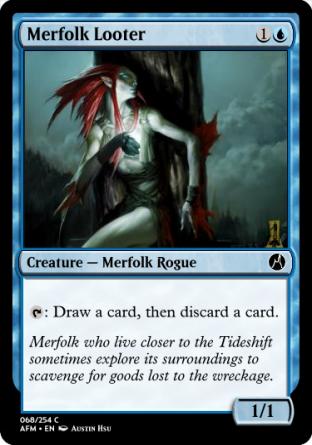 Merfolk Looter 1
Creature — Merfolk Rogue
: Draw a card, then discard a card.
Merfolk who live closer to the Tideshift
sometimes explore its surroundings to
scavenge for goods lost to the wreckage.
1/1
068/254 C
AFM • EN Austin Hsu